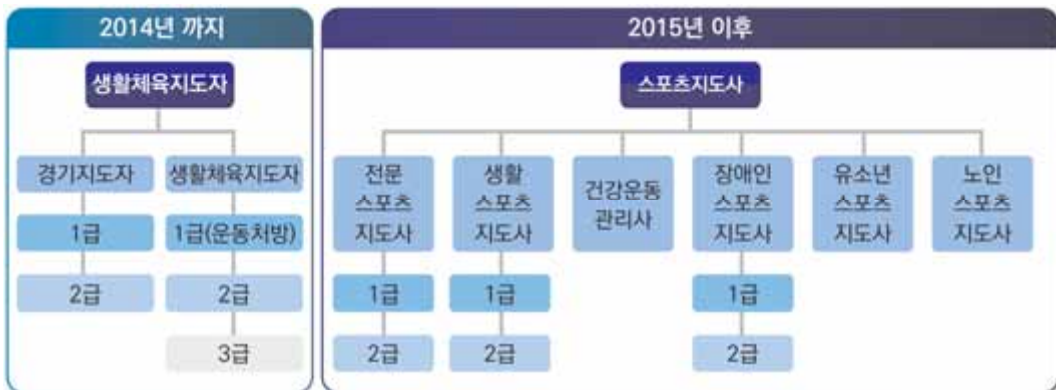 2014년 까지
생활체육지도자
경기지도자
1급
2급
생활체육지도자
1급(운동처방)
2급
3급
2015년 이후
스포츠지도사
전문
스포츠
지도사
1급
2급
생활
스포츠
지도사
1급
2급
건강운동
관리사
장애인
스포츠
지도사
1급
2급
유소년
스포츠
지도사
노인
스포츠
지도사